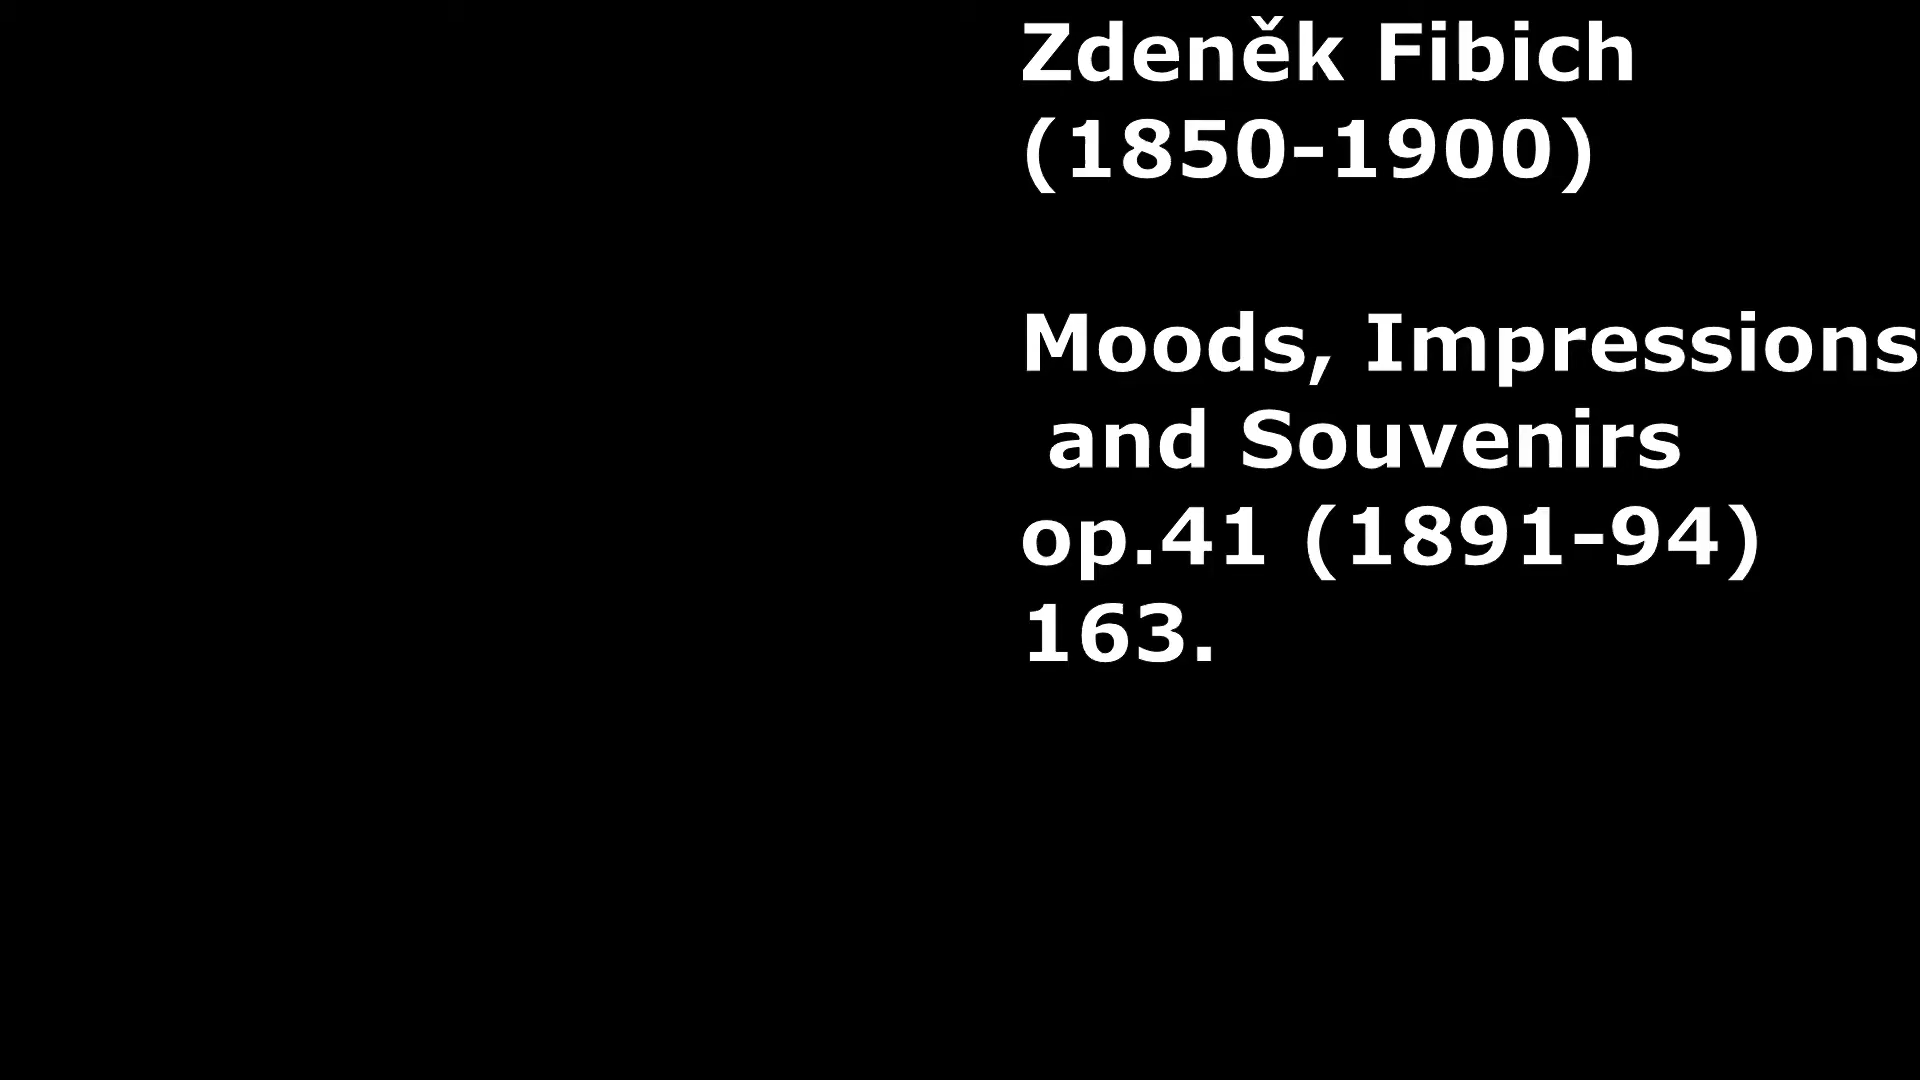 Zdeněk Fibich
(1850-1900)
Moods, Impressions
and Souvenirs
op.41 (1891-94)
163.